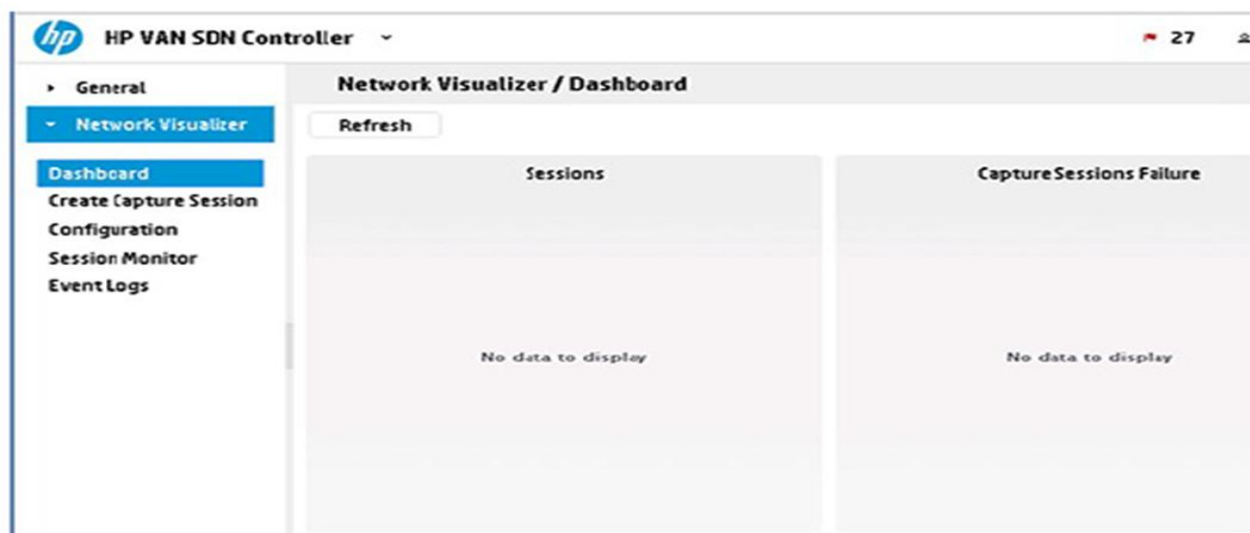 hp HP VAN SDN Controller 27
General
Network Visualizer / Dashboard
Network Visualizer
Refresh
Dashboard
Create Capture Session
Configuration
Session Monitor
Event Logs
Sessions
No data to display
Capture Sessions Failure
No data to display